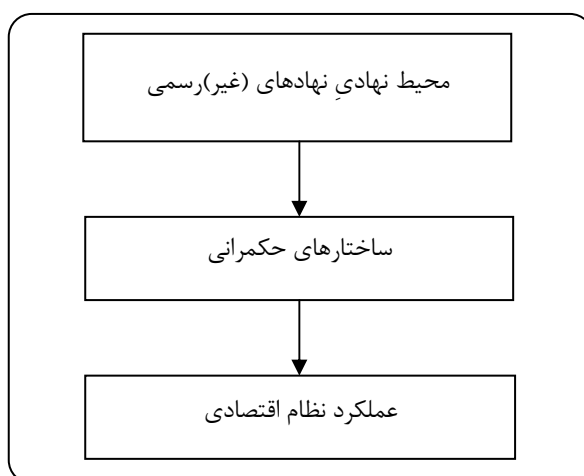 محیط نهادیِ نهادهای (غیر)رسمی
ساختارهای حکمرانی
عملکرد نظام اقتصادی